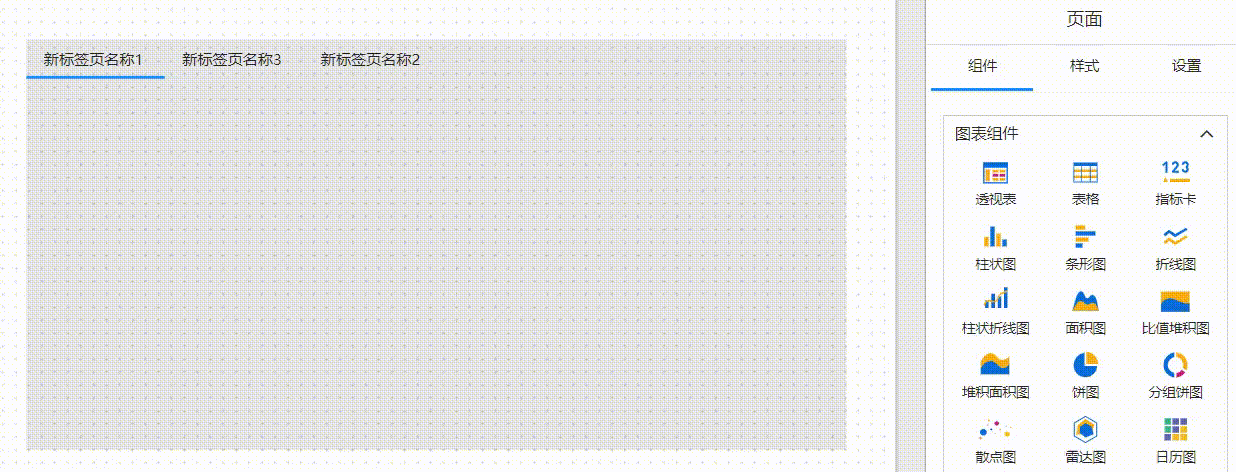 新标签页名称1 新标签页名称3 新标签页名称2
页面
组件 样式 设置
图表组件
123
透视表 表格 指标卡
柱状图 条形图 折线图
柱状折线图 面积图 比值堆积图
堆积面积图 饼图 分组饼图
散点图 雷达图 日历图